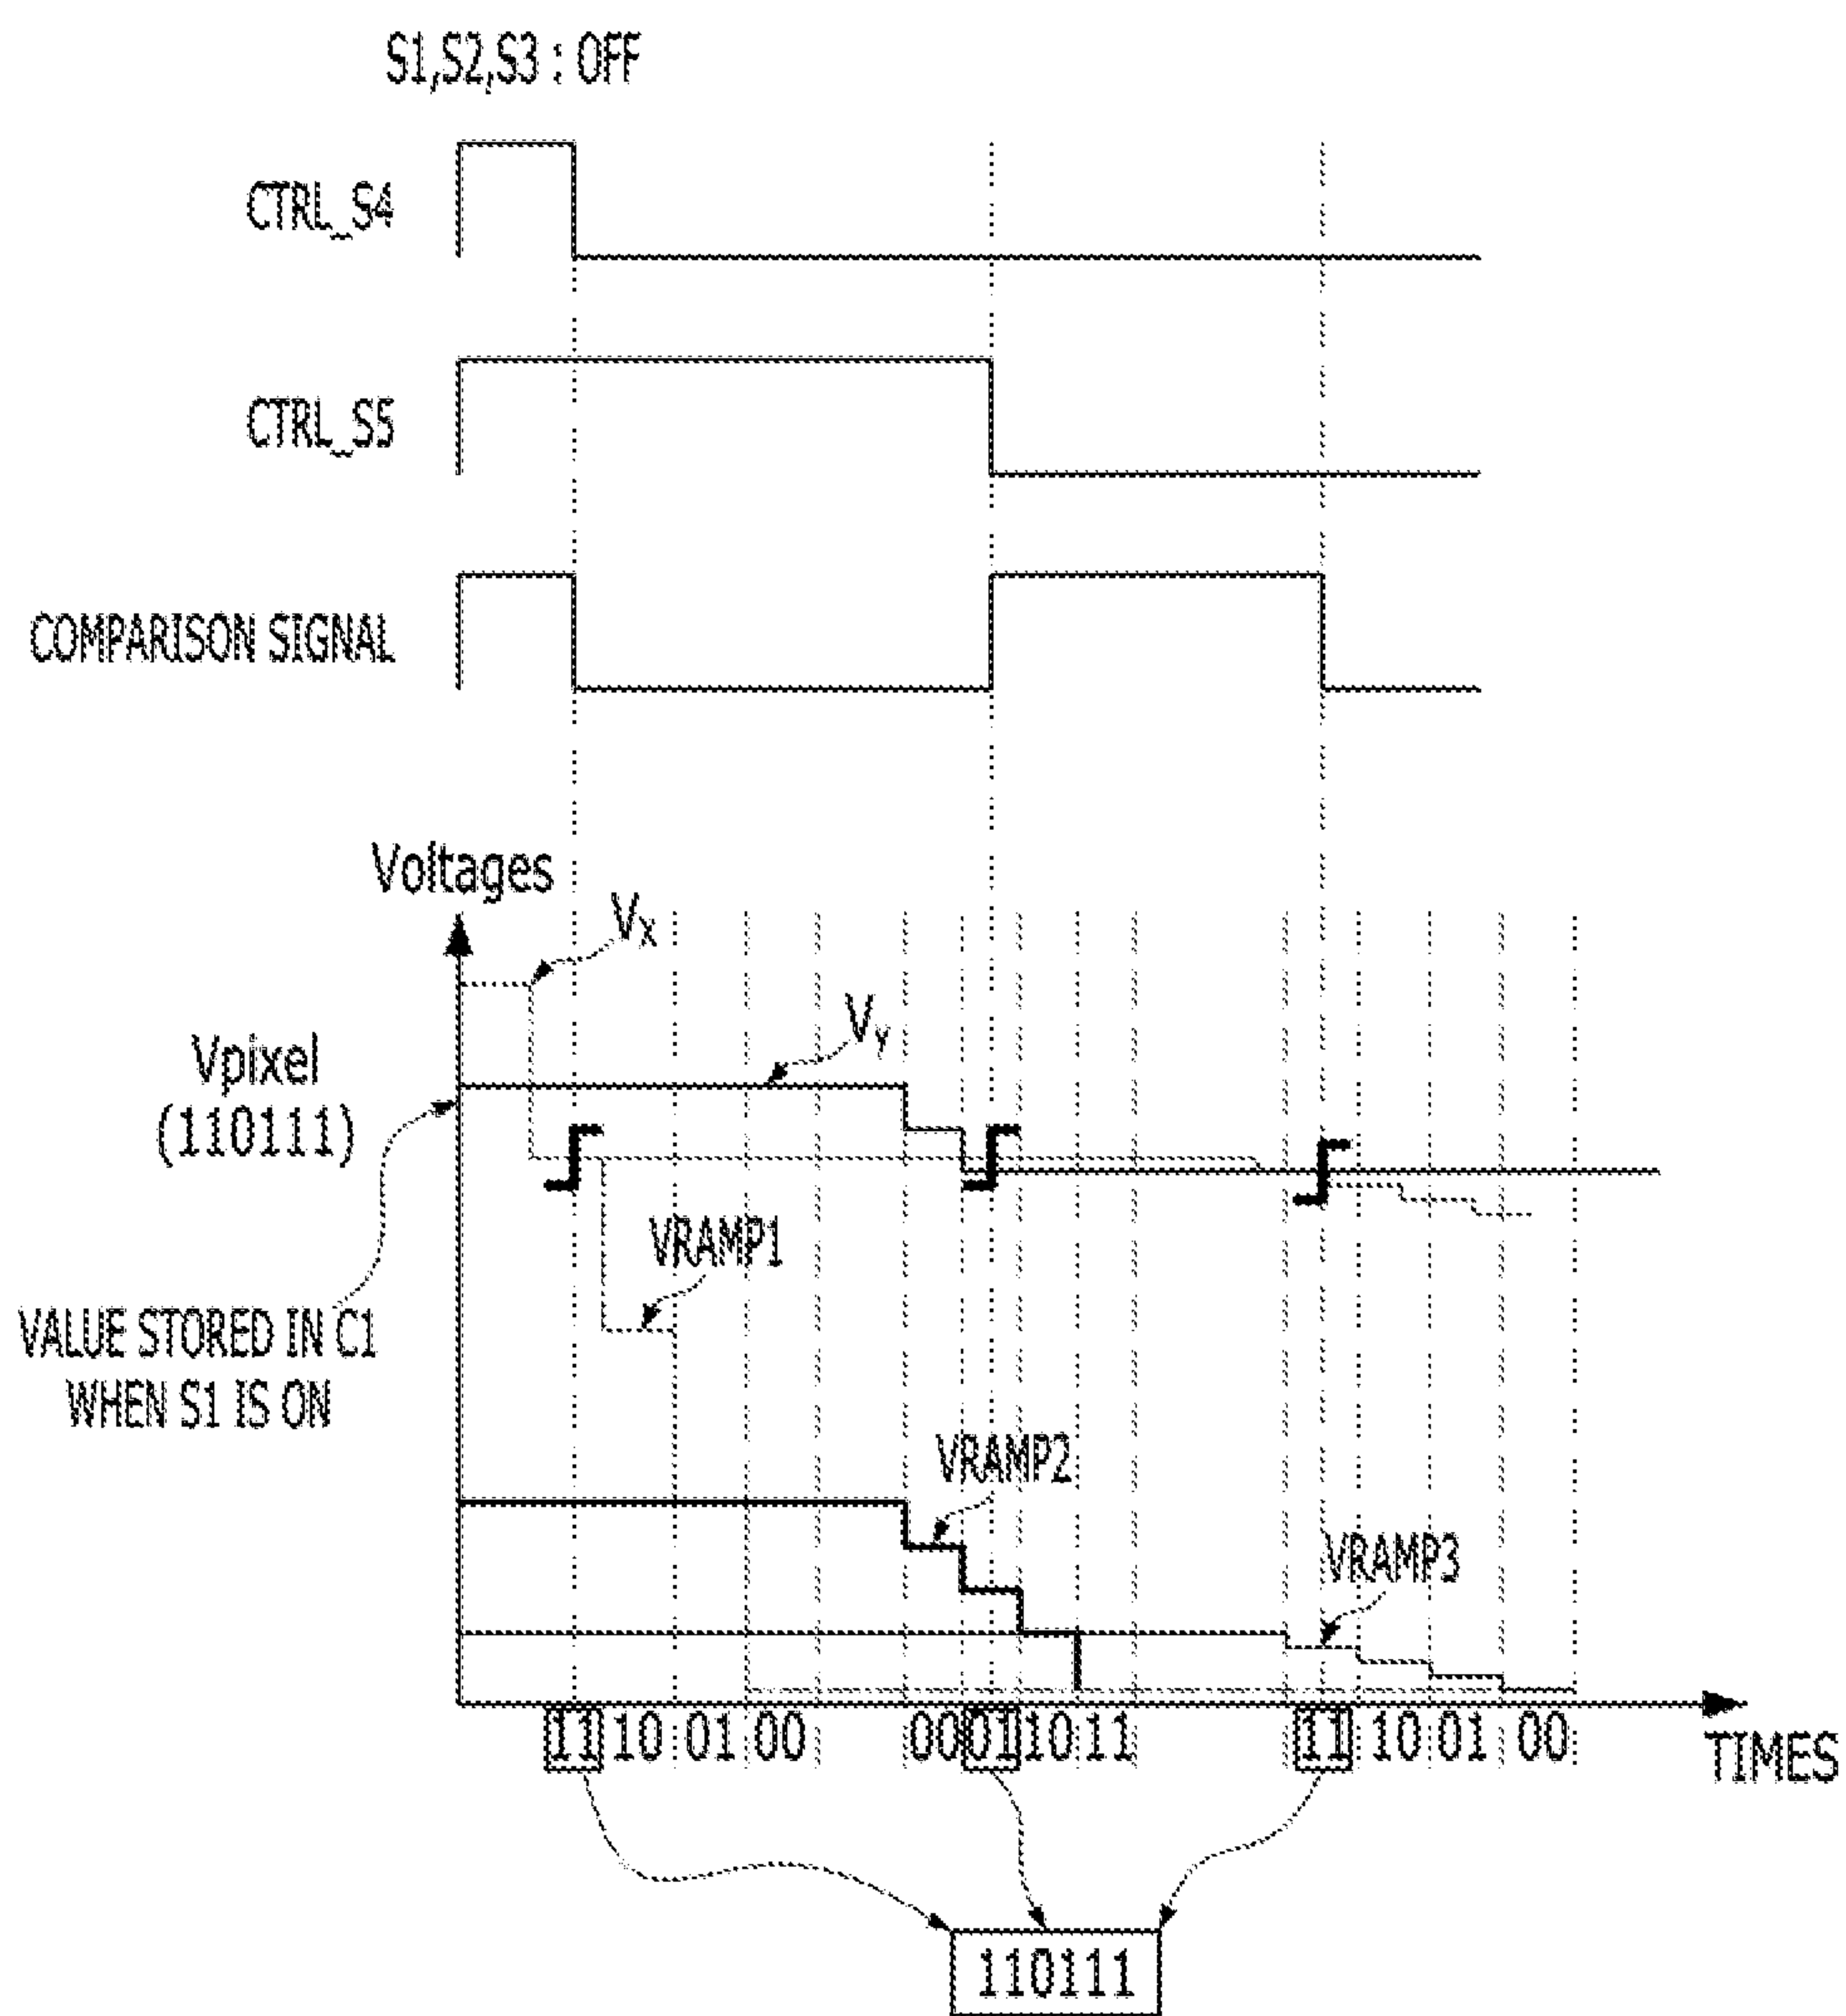 S1,S2,S3 : OFF
CTRL_S4
CTRL_S5
COMPARISON SIGNAL
Voltages
Vx
Vy
Vpixel
(110111)
VRAMP1
VALUE STORED IN C1
WHEN S1 IS ON
VRAMP2
VRAMP3
11 10 01 00 00 01 10 11 11 10 01 00
TIMES
110111